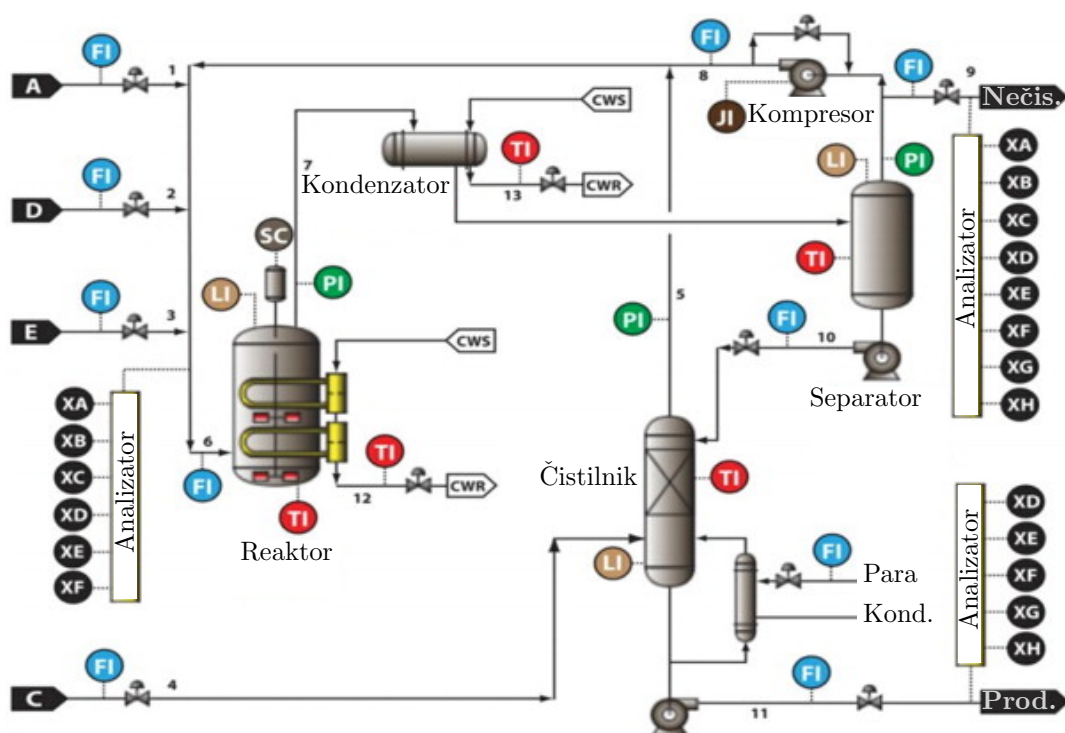 FI
FI
FI
A
1
8
9
Nečis.
JI
Kompresor
CWS
7
TI
Kondenzator
13
CWR
LI
PI
XA
XB
XC
XD
XE
XF
XG
XH
Analizator
FI
D
2
SC
LI
PI
TI
FI
E
3
CWS
PI
5
FI
10
Separator
XA
XB
XC
XD
XE
XF
Analizator
6
FI
TI
12
CWR
TI
Reaktor
Čistilnik
TI
LI
FI
Para
Kond.
XD
XE
XF
XG
XH
Analizator
FI
C
4
FI
11
Prod.